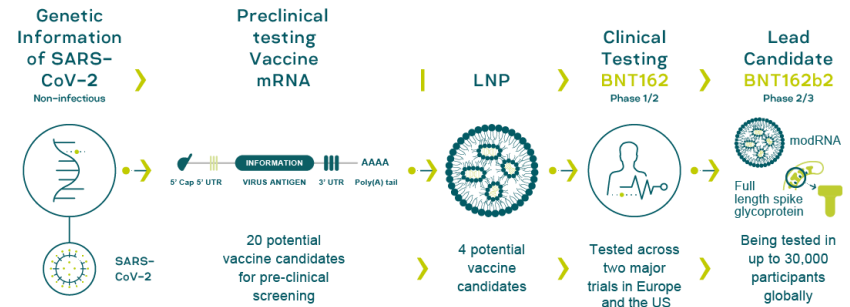 Genetic
Information
of SARS-
CoV-2
Non-infectious
Preclinical
testing
Vaccine
mRNA
LNP
Clinical
Testing
BNT162
Phase 1/2
Lead
Candidate
BNT162b2
Phase 2/3
INFORMATION
AAAA
5' Cap 5' UTR
VIRUS ANTIGEN
3' UTR
Poly(A) tail
modRNA
Full
length spike
glycoprotein
SARS-
CoV-2
20 potential
vaccine candidates
for pre-clinical
screening
4 potential
vaccine
candidates
Tested across
two major
trials in Europe
and the US
Being tested in
up to 30,000
participants
globally